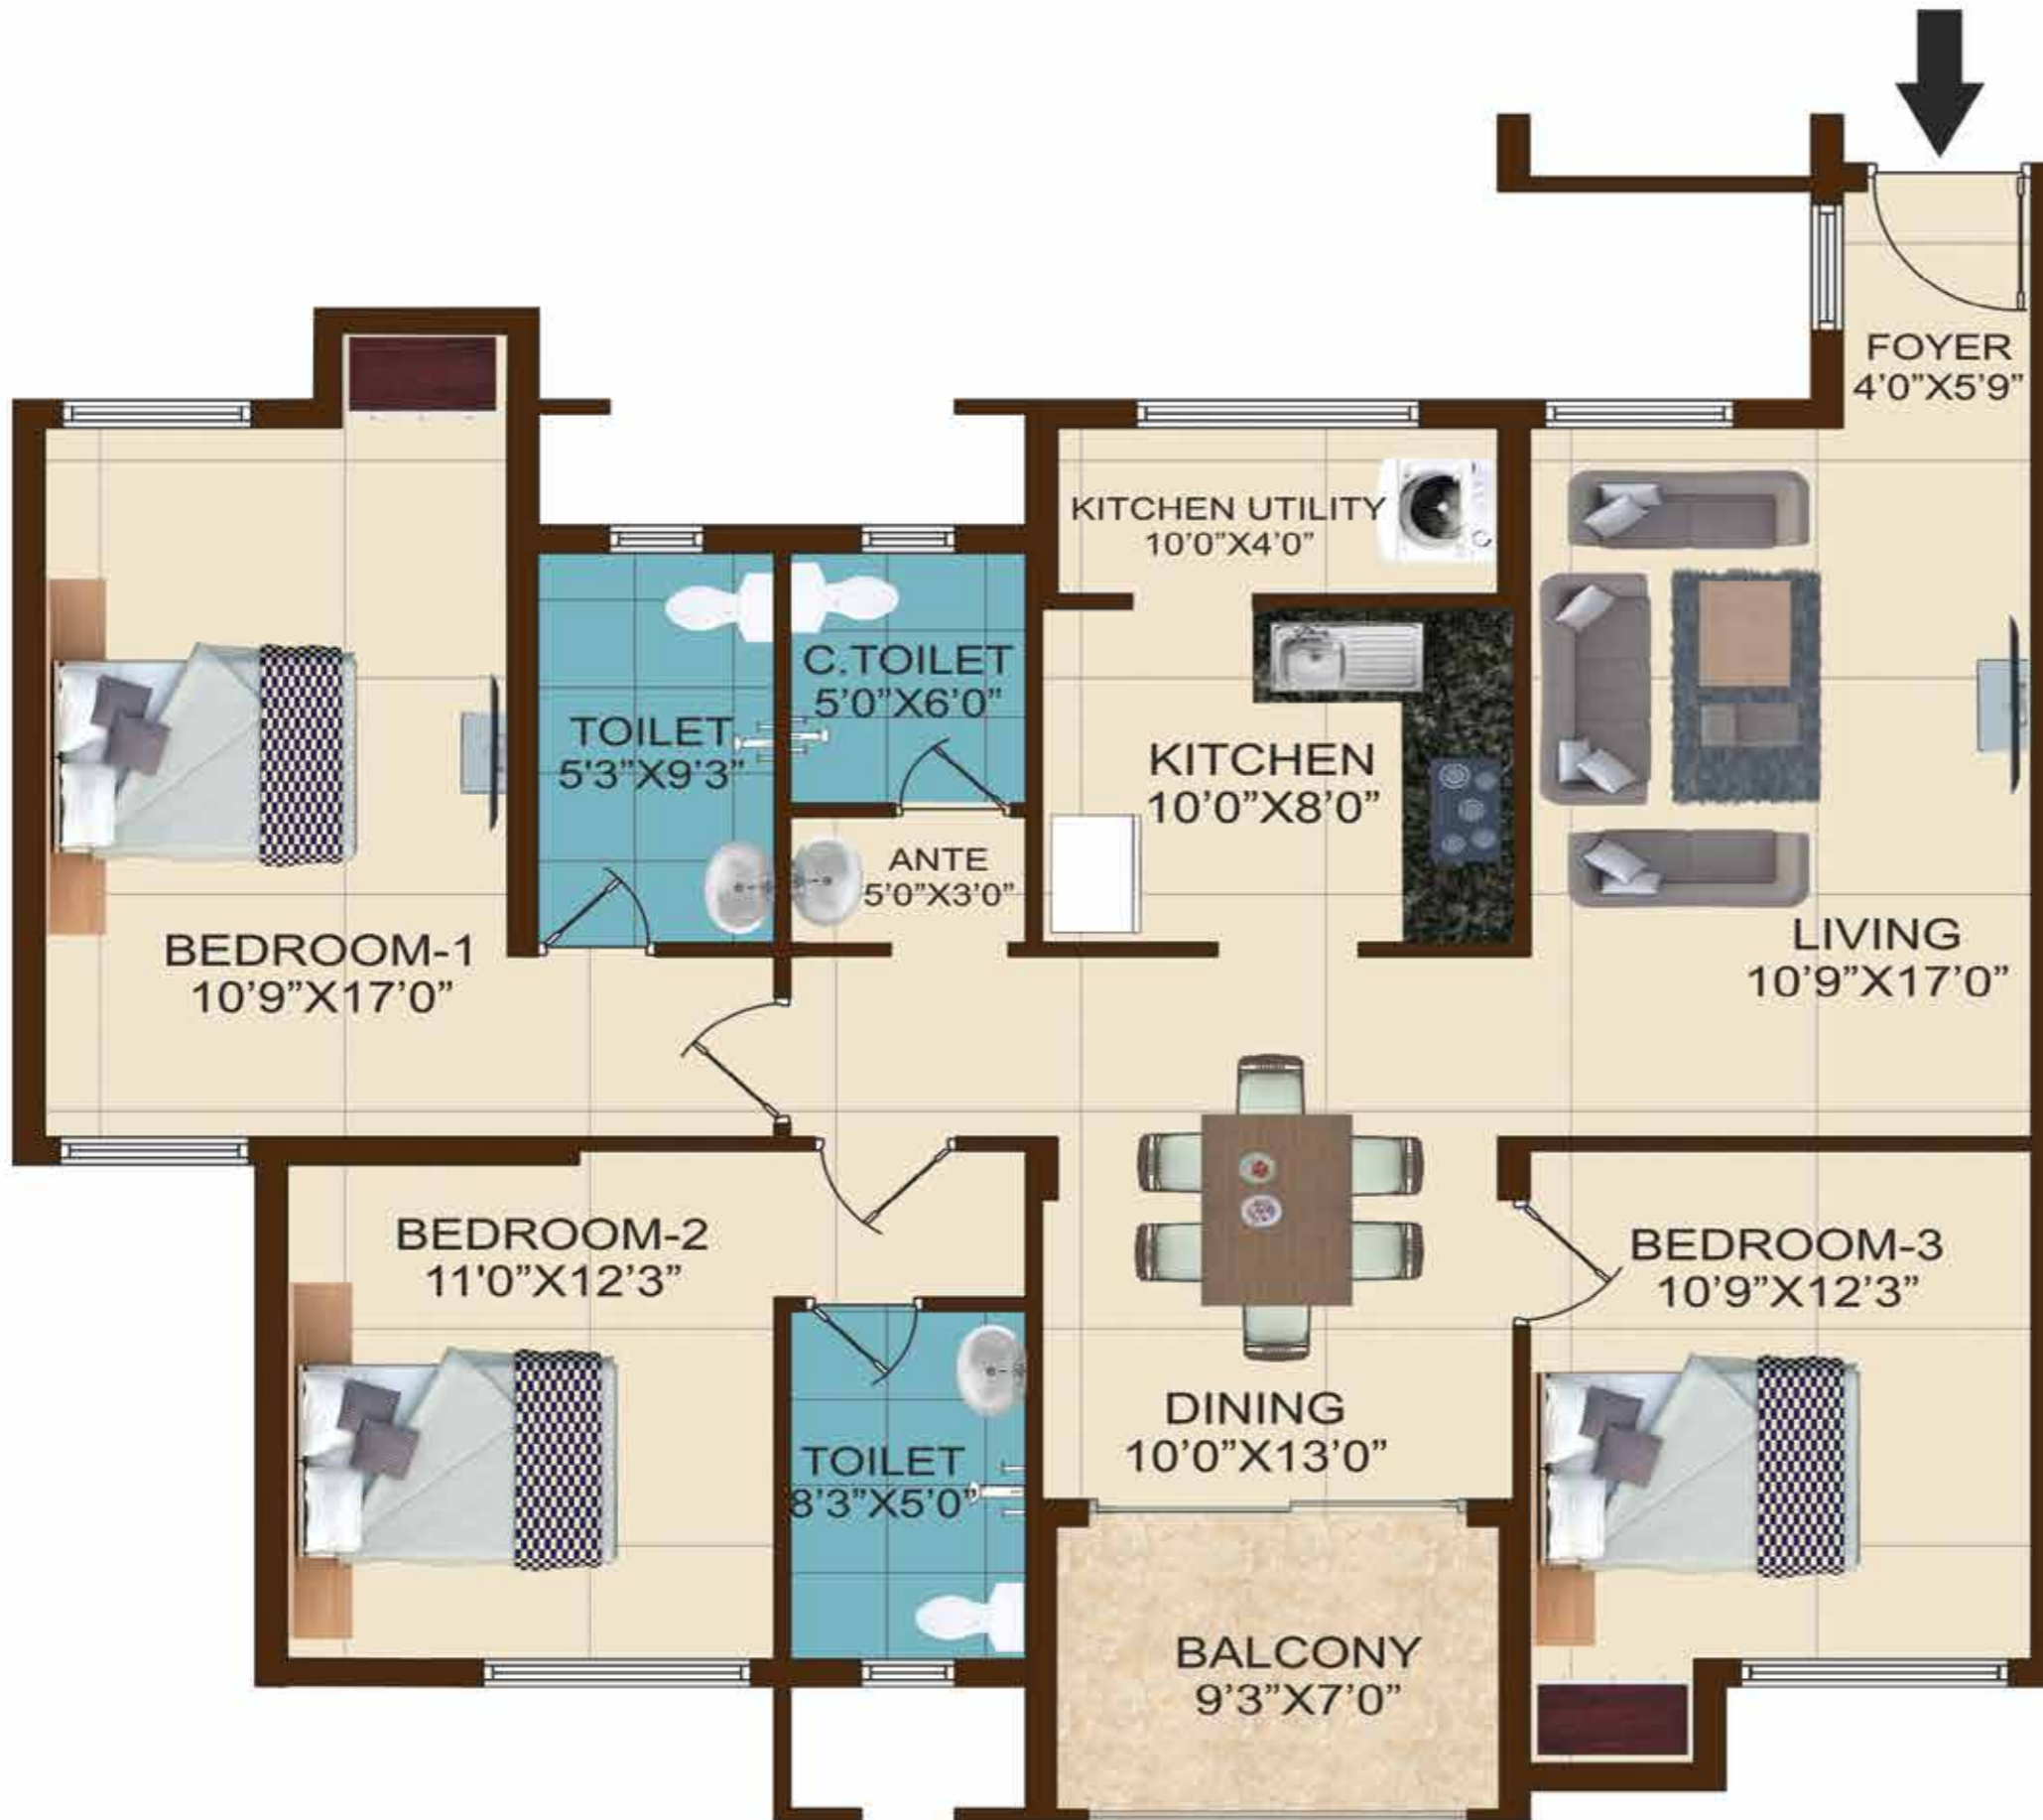 FOYER
4’0”X5’9”
KITCHEN UTILITY
10’0”X4’0”
C.TOILET
5’0”X6’0”
TOILET
5'3”X9’3”
KITCHEN
10’0”X8’0”
ANTE
5’0”X3’0”
LIVING
10’9”X17’0”
BEDROOM-1
10’9”X17’0”
BEDROOM-2
11'0”X12’3”
BEDROOM-3
10’9”X12’3”
DINING
10’0”X13’0”
TOILET
8’3”X5’0”
BALCONY
9’3”X7’0”